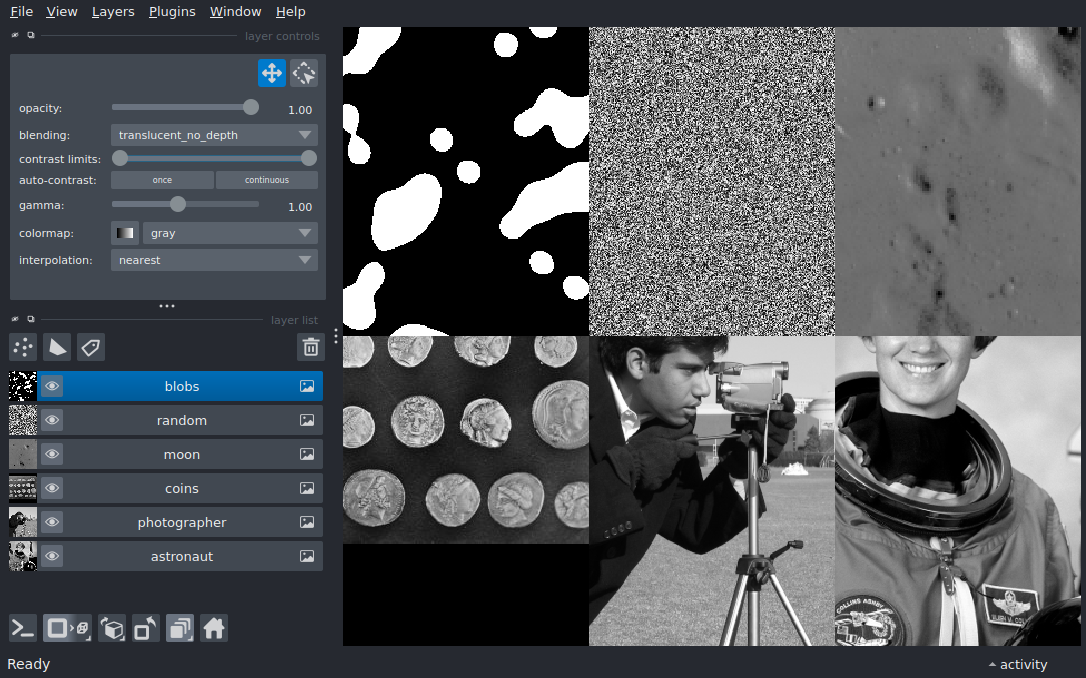 File View Layers Plugins Window Help
layer controls
opacity: 1.00
blending: translucent_no_depth
contrast limits:
auto-contrast: once continuous
gamma: 1.00
colormap: gray
interpolation: nearest
layer list
blobs
random
moon
coins
photographer
astronaut
COLLINS
Ready activity